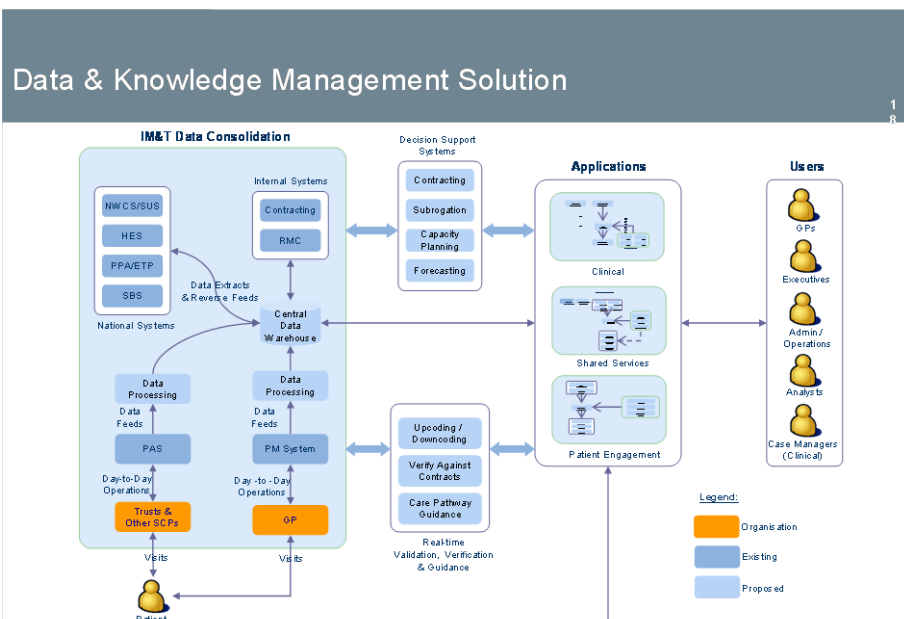 Data & Knowledge Management Solution
1
8
IM&T Data Consolidation
NWCS/SUS
HES
PPA/ETP
SBS
National Systems
Internal Systems
Contracting
RMC
Data Extracts
& Reverse Feeds
Central
Data
Warehouse
Data
Processing
Data
Processing
Data
Feeds
Data
Feeds
PAS
PM System
Day-to-Day
Operations
Day -to -Day
Operations
Trusts &
Other SCPs
GP
Visits
Visits
Patient
Decision Support
Systems
Contracting
Subrogation
Capacity
Planning
Forecasting
Upcoding /
Downcoding
Verify Against
Contracts
Care Pathway
Guidance
Real-time
Validation, Verification
& Guidance
Applications
Clinical
Shared Services
Patient Engagement
Users
GPs
Executives
Admin /
Operations
Analysts
Case Managers
(Clinical)
Legend:
Organisation
Existing
Proposed